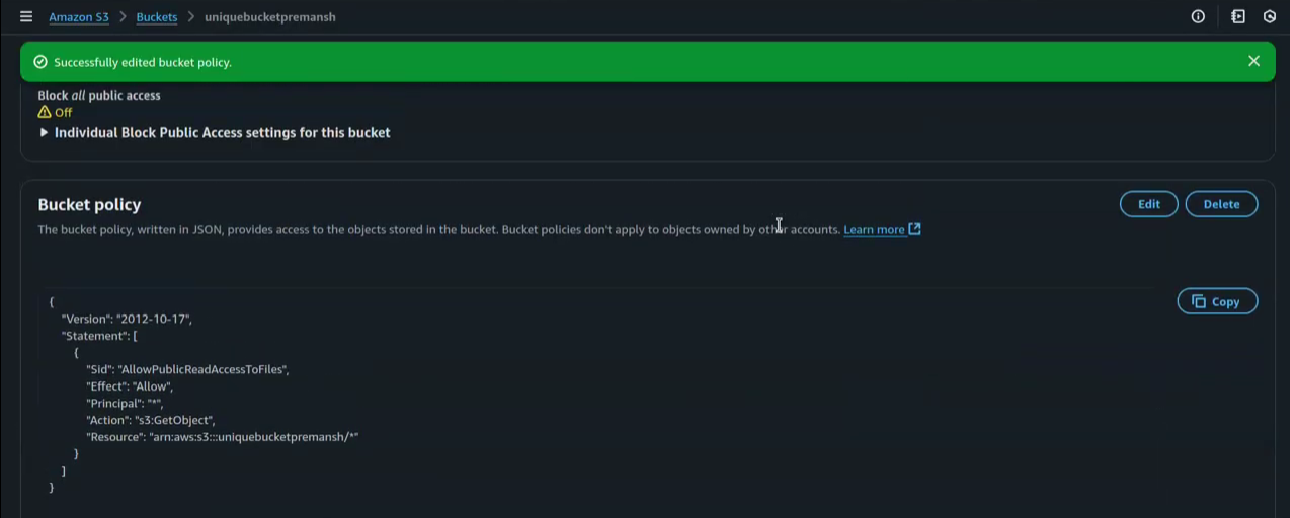 Amazon S3 > Buckets > uniquebucketpremansh
Successfully edited bucket policy.
Block all public access
Off
Individual Block Public Access settings for this bucket
Bucket policy
Edit
Delete
The bucket policy, written in JSON, provides access to the objects stored in the bucket. Bucket policies don't apply to objects owned by other accounts. Learn more
Copy
{
"Version": "2012-10-17",
"Statement": [
{
"Sid": "AllowPublicReadAccessToFiles",
"Effect": "Allow",
"Principal": "*",
"Action": "s3:GetObject",
"Resource": "arn:aws:s3:::uniquebucketpremansh/*"
}
]
}